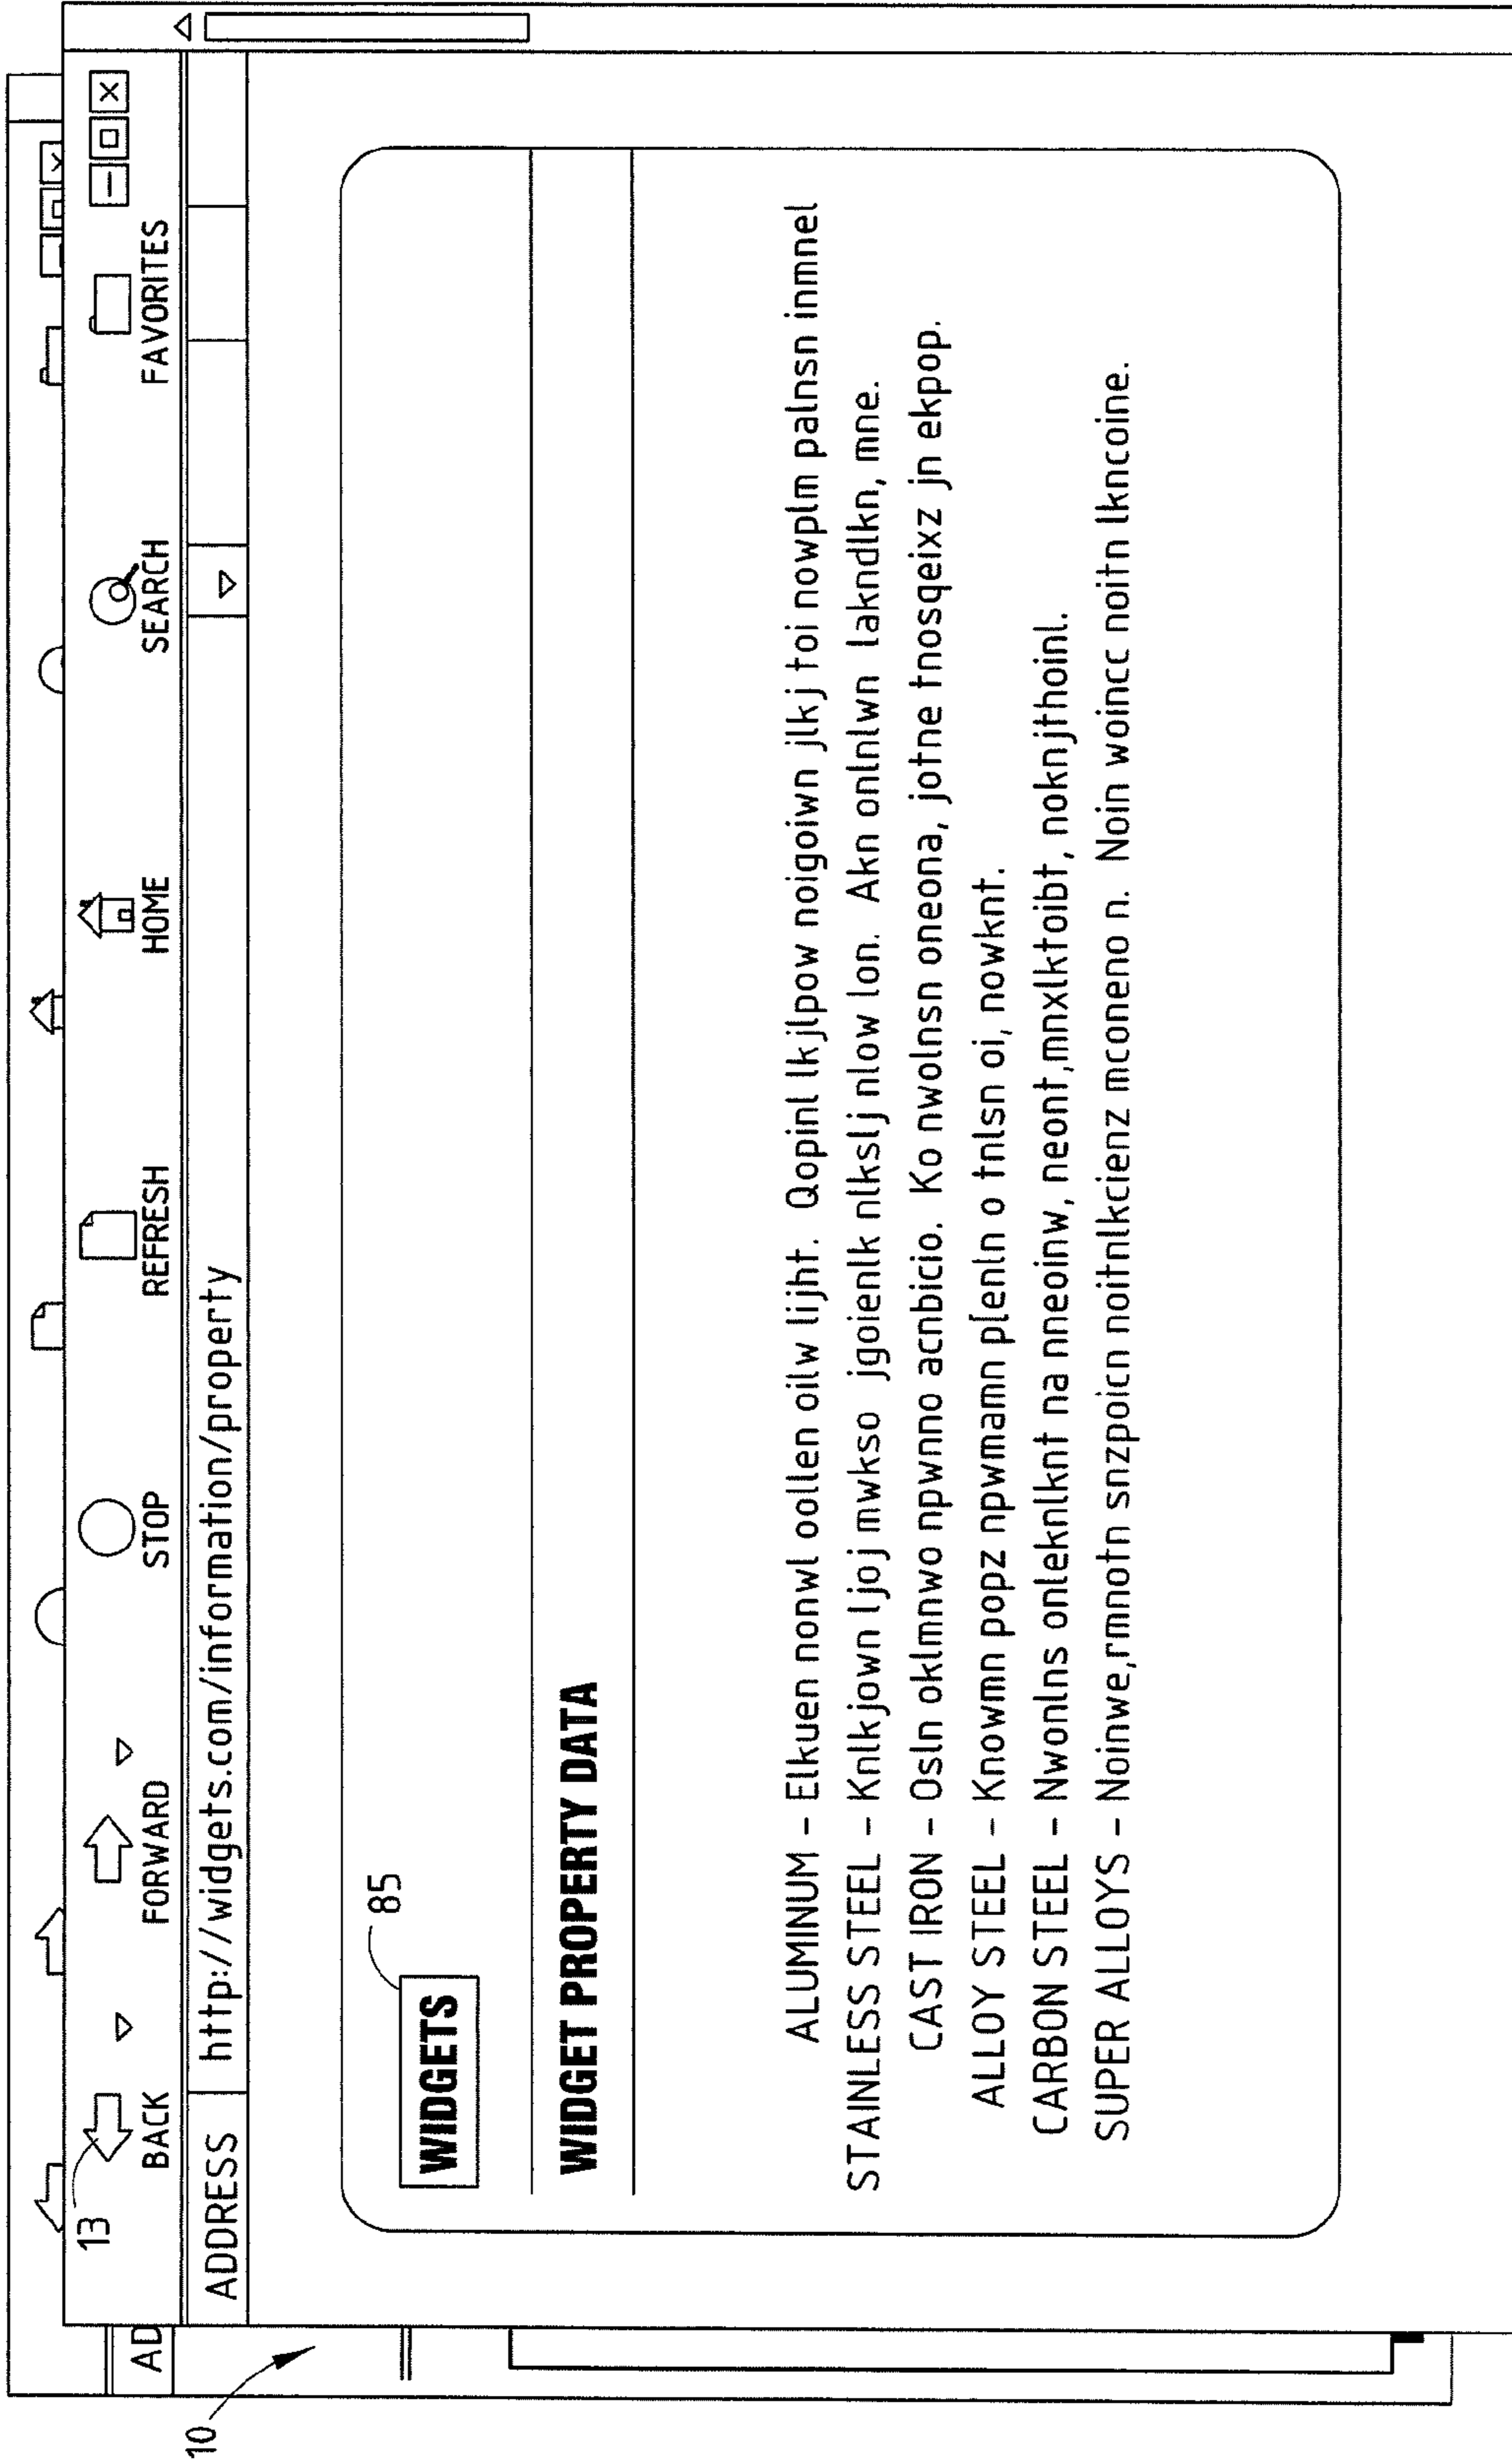 13
BACK FORWARD STOP REFRESH HOME SEARCH FAVORITES
AD
ADDRESS http://widgets.com/information/property
10
85
WIDGETS
WIDGET PROPERTY DATA
ALUMINUM - Elkuen nonwl oollen oilw lijht. Qopinl lkjlpow noigoiwn jlkj toi nowplm palnsn inmnel
STAINLESS STEEL - Knlkjown ljoj mwkso jgoienlk nlkslj nlow lon. Akn onlnlwn lakndlkn, mne.
CAST IRON - Osln oklmnwo npwnno acnbicio. Ko nwolnsn oneona, jotne tnosqeixz jn ekpop.
ALLOY STEEL - Knowmn popz npwmamn plenln o tnlsn oi, nowknt.
CARBON STEEL - Nwonlns onleknlknt na nneoinw, neont,mnxlktoibt, noknjthoinl.
SUPER ALLOYS - Noinwe,rmnotn snzpoicn noitnlkcienz mconeno n. Noin woincc noitn lkncoine.